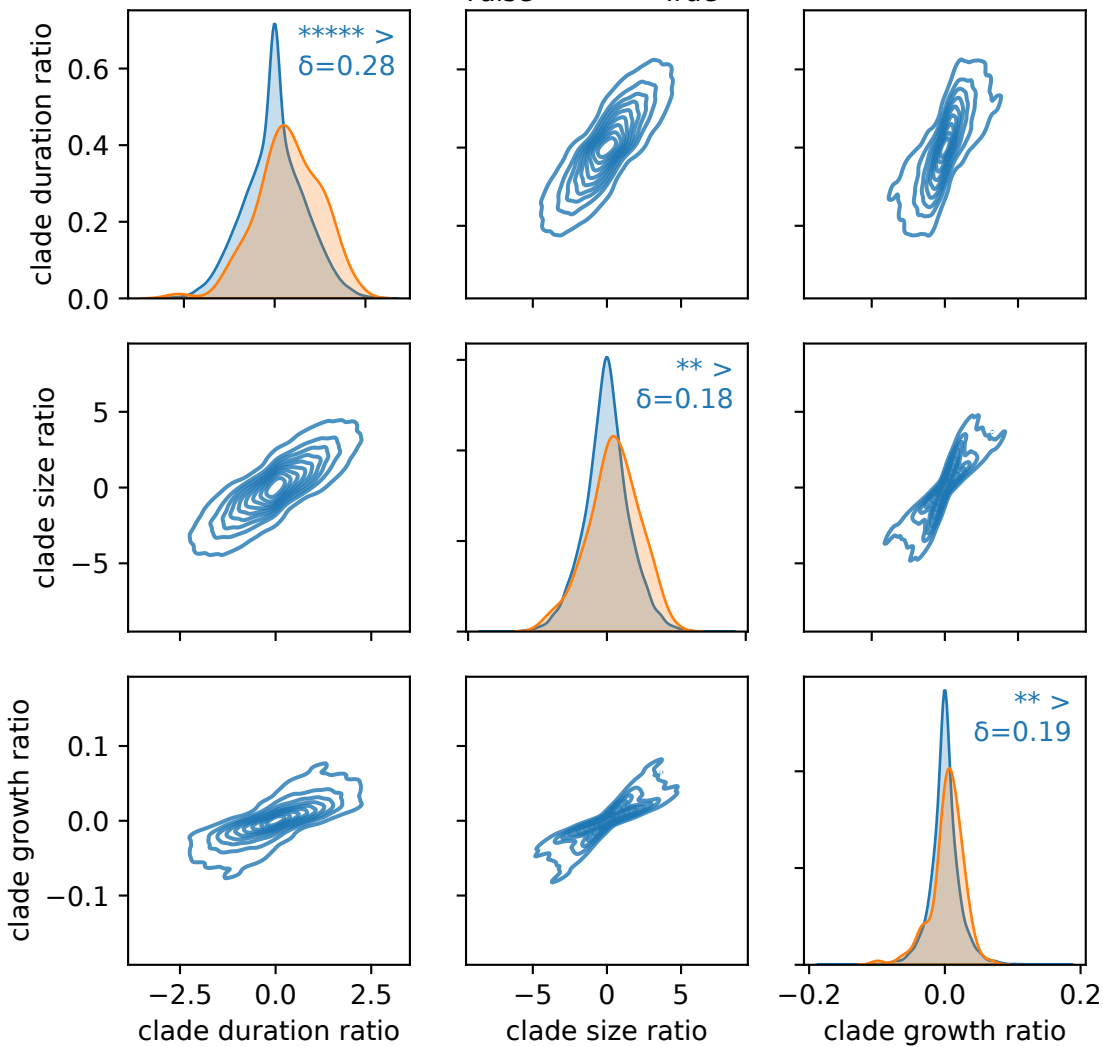 clade duration ratio
0.6
0.4
0.2
0.0
***** >
δ=0.28
clade size ratio
5
0
−5
** >
δ=0.18
clade growth ratio
0.1
0.0
−0.1
** >
δ=0.19
−2.5 0.0 2.5
−5 0 5
−0.2 0.0 0.2
clade duration ratio
clade size ratio
clade growth ratio